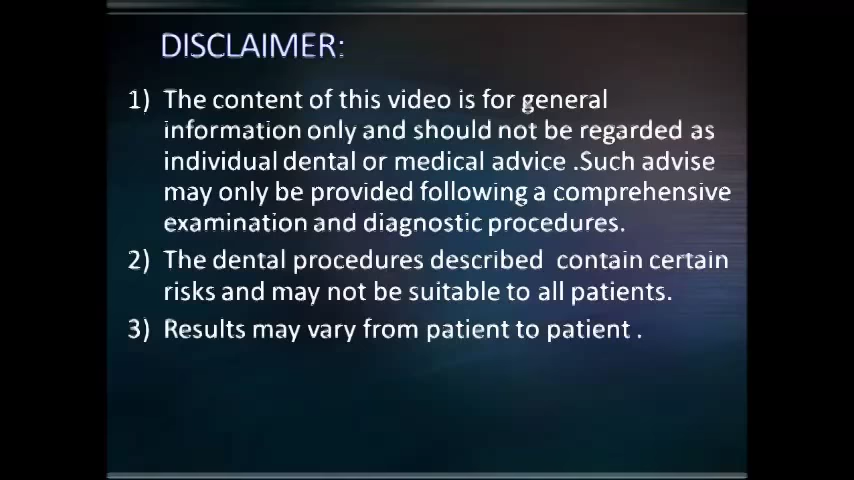 DISCLAIMER:
1) The content of this video is for general
information only and should not be regarded as
individual dental or medical advice .Such advise
may only be provided following a comprehensive
examination and diagnostic procedures.
2) The dental procedures described  contain certain
risks and may not be suitable to all patients.
3) Results may vary from patient to patient .